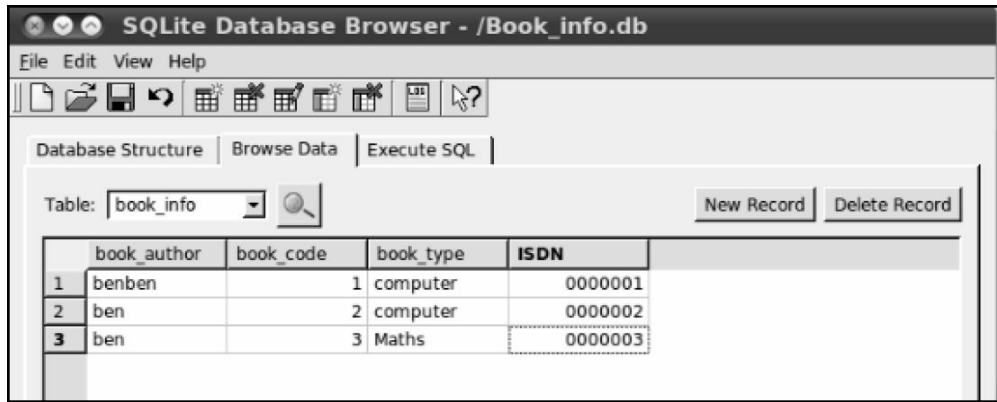 SQLite Database Browser - /Book_info.db
File Edit View Help
LOG ?
Database Structure Browse Data Execute SQL
Table: book_info New Record Delete Record
book_author book_code book_type ISDN
1 benben 1 computer 0000001
2 ben 2 computer 0000002
3 ben 3 Maths 0000003